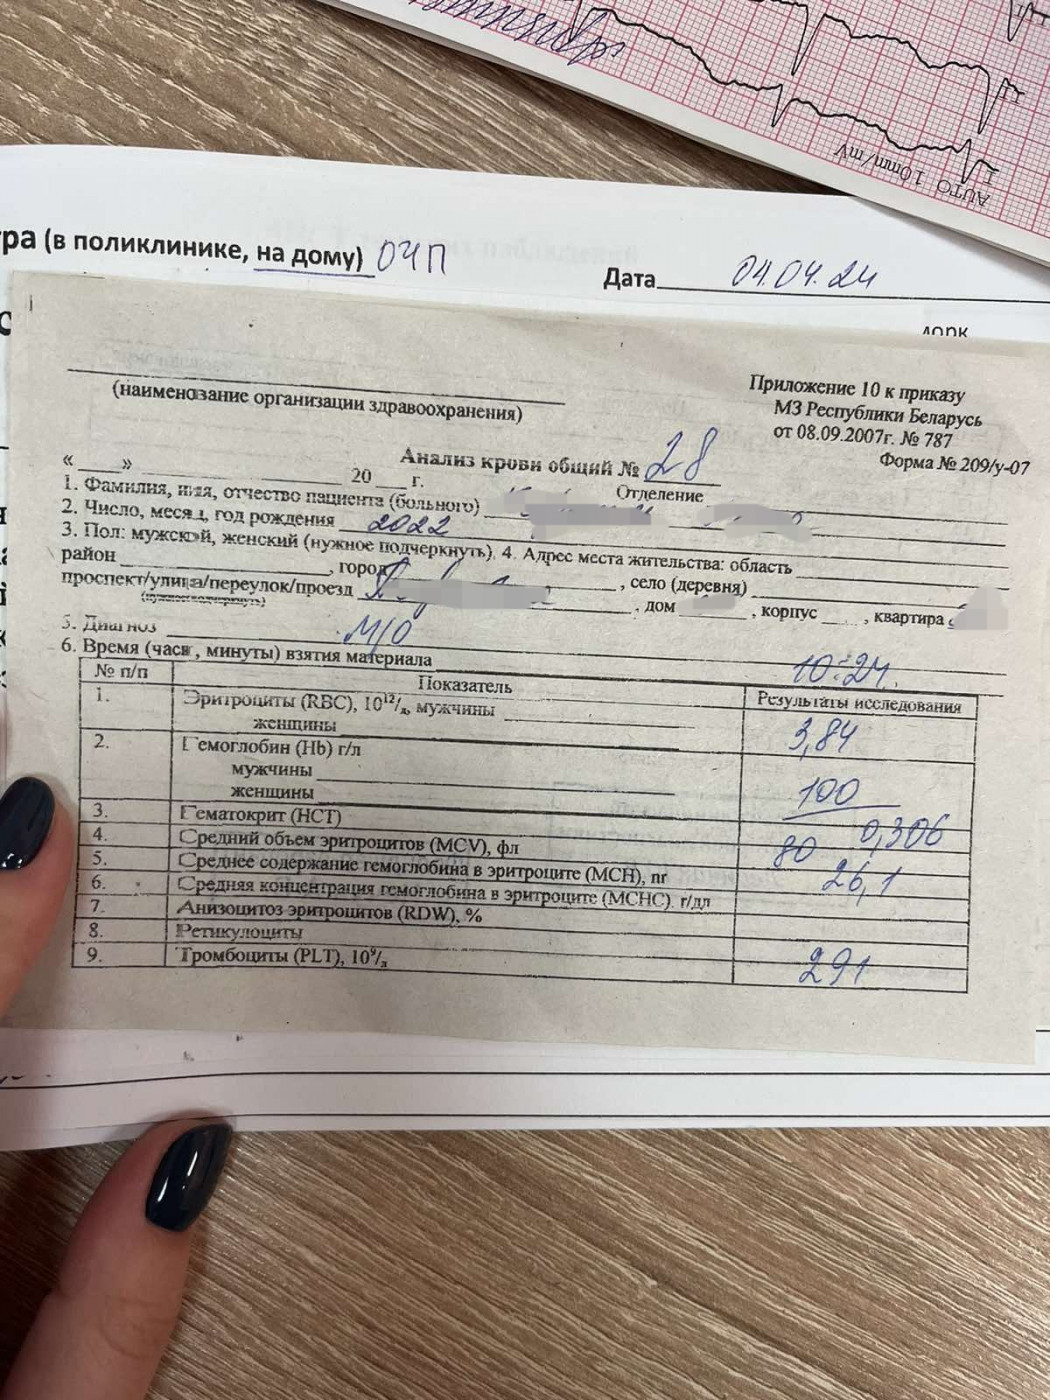 AUTO 10mm/mV
I
II
тра (в поликлинике, на дому) ОЧП
Дата 04.04.24
(наименование организации здравоохранения)
Приложение 10 к приказу
МЗ Республики Беларусь
от 08.09.2007г. № 787
Форма № 209/у-07
Анализ крови общий № 28
« » 20 г.
Отделение
1. Фамилия, имя, отчество пациента (больного)
2. Число, месяц, год рождения 2022
3. Пол: мужской, женский (нужное подчеркнуть). 4. Адрес места жительства: область
район , город , село (деревня)
проспект/улица/переулок/проезд , дом , корпус , квартира
(нужное подчеркнуть)
5. Диагноз М/О
6. Время (часы, минуты) взятия материала 10:24
№ п/п Показатель Результаты исследования
1. Эритроциты (RBC), 10¹²/л, мужчины 3,84
женщины
2. Гемоглобин (Hb) г/л
мужчины
женщины 100
3. Гематокрит (HCT) 0,306
4. Средний объем эритроцитов (MCV), фл 80
5. Среднее содержание гемоглобина в эритроците (MCH), пг 26,1
6. Средняя концентрация гемоглобина в эритроците (MCHC). г/дл
7. Анизоцитоз эритроцитов (RDW), %
8. Ретикулоциты
9. Тромбоциты (PLT), 10⁹/л 291